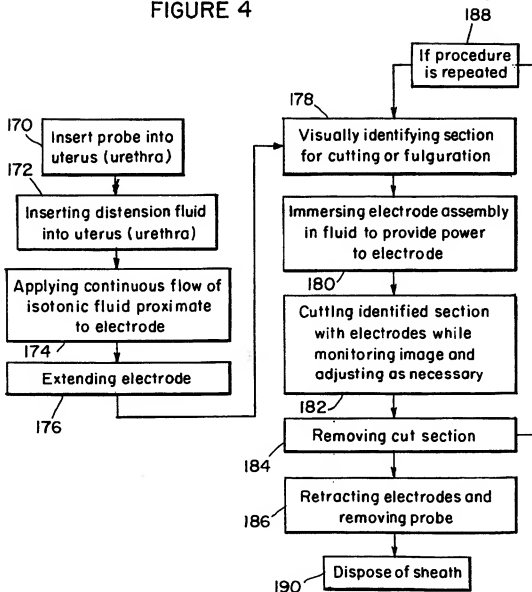 FIGURE 4
170
Insert probe into
uterus (urethra)
172
Inserting distension fluid
into uterus (urethra)
Applying continuous flow of
isotonic fluid proximate
to electrode
174
Extending electrode
176
188
If procedure
is repeated
178
Visually identifying section
for cutting or fulguration
Immersing electrode assembly
in fluid to provide power
to electrode
180
Cutting identified section
with electrodes while
monitoring image and
adjusting as necessary
182
Removing cut section
184
Retracting electrodes and
removing probe
186
Dispose of sheath
190